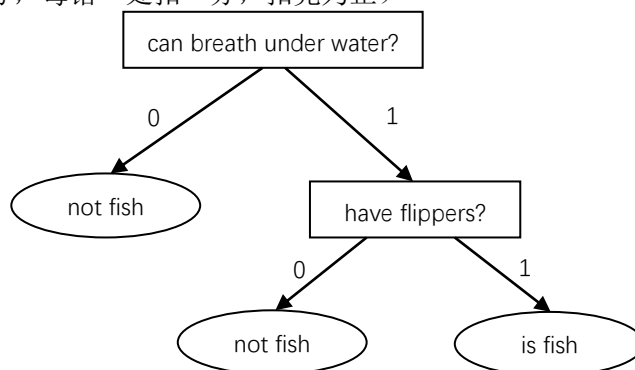 can breath under water?
0
1
not fish
have flippers?
0
1
not fish
is fish